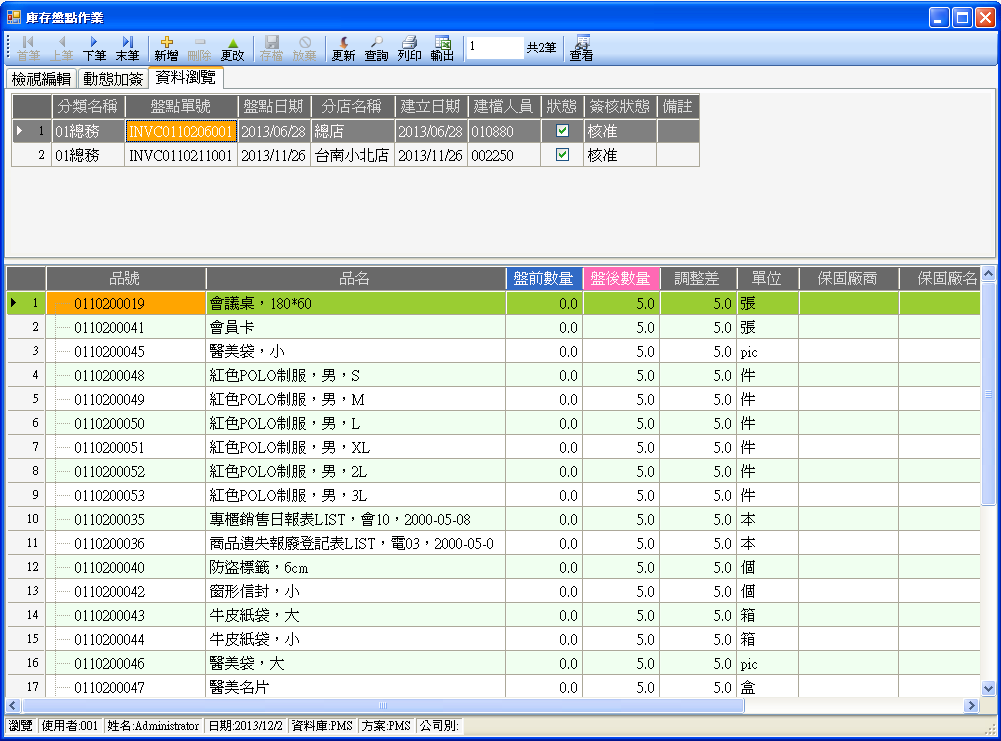 庫存盤點作業
首筆 上筆 下筆 末筆 新增 刪除 更改 存檔 放棄 更新 查詢 列印 輸出 1 共2筆 查看
檢視編輯 動態加簽 資料瀏覽
分類名稱 盤點單號 盤點日期 分店名稱 建立日期 建檔人員 狀態 簽核狀態 備註
1 01總務 INVC0110206001 2013/06/28 總店 2013/06/28 010880 核准
2 01總務 INVC0110211001 2013/11/26 台南小北店 2013/11/26 002250 核准
品號 品名 盤前數量 盤後數量 調整差 單位 保固廠商 保固廠名
1 0110200019 會議桌，180*60 0.0 5.0 5.0 張
2 0110200041 會員卡 0.0 5.0 5.0 張
3 0110200045 醫美袋，小 0.0 5.0 5.0 pic
4 0110200048 紅色POLO制服，男，S 0.0 5.0 5.0 件
5 0110200049 紅色POLO制服，男，M 0.0 5.0 5.0 件
6 0110200050 紅色POLO制服，男，L 0.0 5.0 5.0 件
7 0110200051 紅色POLO制服，男，XL 0.0 5.0 5.0 件
8 0110200052 紅色POLO制服，男，2L 0.0 5.0 5.0 件
9 0110200053 紅色POLO制服，男，3L 0.0 5.0 5.0 件
10 0110200035 專櫃銷售日報表LIST，會10，2000-05-08 0.0 5.0 5.0 本
11 0110200036 商品遺失報廢登記表LIST，電03，2000-05-0 0.0 5.0 5.0 本
12 0110200040 防盜標籤，6cm 0.0 5.0 5.0 個
13 0110200042 窗形信封，小 0.0 5.0 5.0 個
14 0110200043 牛皮紙袋，大 0.0 5.0 5.0 箱
15 0110200044 牛皮紙袋，小 0.0 5.0 5.0 箱
16 0110200046 醫美袋，大 0.0 5.0 5.0 pic
17 0110200047 醫美名片 0.0 5.0 5.0 盒
瀏覽 使用者:001 姓名:Administrator 日期:2013/12/2 資料庫:PMS 方案:PMS 公司別: